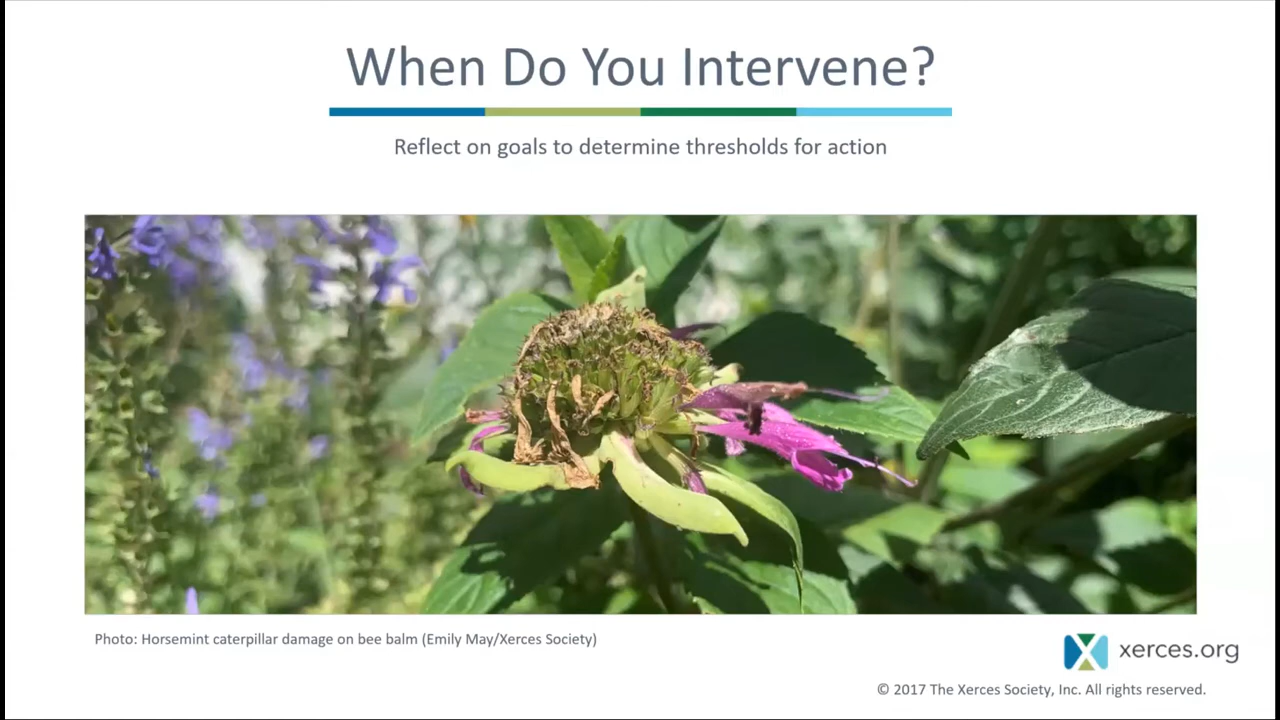 When Do You Intervene?
Reflect on goals to determine thresholds for action
Photo: Horsemint caterpillar damage on bee balm (Emily May/Xerces Society)
xerces.org
© 2017 The Xerces Society, Inc. All rights reserved.